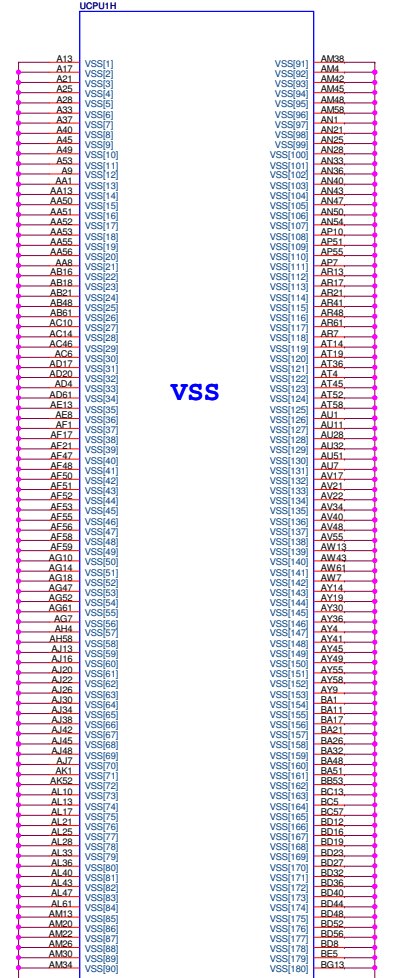 UCPU1H
A13 VSS[1] VSS[91] AM38
A17 VSS[2] VSS[92] AM4
A21 VSS[3] VSS[93] AM42
A25 VSS[4] VSS[94] AM45
A28 VSS[5] VSS[95] AM48
A33 VSS[6] VSS[96] AM58
A37 VSS[7] VSS[97] AN1
A40 VSS[8] VSS[98] AN21
A45 VSS[9] VSS[99] AN25
A49 VSS[10] VSS[100] AN28
A53 VSS[11] VSS[101] AN33
A9 VSS[12] VSS[102] AN36
AA1 VSS[13] VSS[103] AN40
AA13 VSS[14] VSS[104] AN43
AA50 VSS[15] VSS[105] AN47
AA51 VSS[16] VSS[106] AN50
AA52 VSS[17] VSS[107] AN54
AA53 VSS[18] VSS[108] AP10
AA55 VSS[19] VSS[109] AP51
AA56 VSS[20] VSS[110] AP55
AA8 VSS[21] VSS[111] AP7
AB16 VSS[22] VSS[112] AR13
AB18 VSS[23] VSS[113] AR17
AB21 VSS[24] VSS[114] AR21
AB48 VSS[25] VSS[115] AR41
AB61 VSS[26] VSS[116] AR48
AC10 VSS[27] VSS[117] AR61
AC14 VSS[28] VSS[118] AR7
AC46 VSS[29] VSS[119] AT14
AC6 VSS[30] VSS[120] AT19
AD17 VSS[31] VSS[121] AT36
AD20 VSS[32] VSS[122] AT4
AD4 VSS[33] VSS[123] AT45
VSS
AD61 VSS[34] VSS[124] AT52
AE13 VSS[35] VSS[125] AT58
AE8 VSS[36] VSS[126] AU1
AF1 VSS[37] VSS[127] AU11
AF17 VSS[38] VSS[128] AU28
AF21 VSS[39] VSS[129] AU32
AF47 VSS[40] VSS[130] AU51
AF48 VSS[41] VSS[131] AU7
AF50 VSS[42] VSS[132] AV17
AF51 VSS[43] VSS[133] AV21
AF52 VSS[44] VSS[134] AV22
AF53 VSS[45] VSS[135] AV34
AF55 VSS[46] VSS[136] AV40
AF56 VSS[47] VSS[137] AV48
AF58 VSS[48] VSS[138] AV55
AF59 VSS[49] VSS[139] AW13
AG10 VSS[50] VSS[140] AW43
AG14 VSS[51] VSS[141] AW61
AG18 VSS[52] VSS[142] AW7
AG47 VSS[53] VSS[143] AY14
AG52 VSS[54] VSS[144] AY19
AG61 VSS[55] VSS[145] AY30
AG7 VSS[56] VSS[146] AY36
AH4 VSS[57] VSS[147] AY4
AH58 VSS[58] VSS[148] AY41
AJ13 VSS[59] VSS[149] AY45
AJ16 VSS[60] VSS[150] AY49
AJ20 VSS[61] VSS[151] AY55
AJ22 VSS[62] VSS[152] AY58
AJ26 VSS[63] VSS[153] AY9
AJ30 VSS[64] VSS[154] BA1
AJ34 VSS[65] VSS[155] BA11
AJ38 VSS[66] VSS[156] BA17
AJ42 VSS[67] VSS[157] BA21
AJ45 VSS[68] VSS[158] BA26
AJ48 VSS[69] VSS[159] BA32
AJ7 VSS[70] VSS[160] BA48
AK1 VSS[71] VSS[161] BA51
AK52 VSS[72] VSS[162] BB53
AL10 VSS[73] VSS[163] BC13
AL13 VSS[74] VSS[164] BC5
AL17 VSS[75] VSS[165] BC57
AL21 VSS[76] VSS[166] BD12
AL25 VSS[77] VSS[167] BD16
AL28 VSS[78] VSS[168] BD19
AL33 VSS[79] VSS[169] BD23
AL36 VSS[80] VSS[170] BD27
AL40 VSS[81] VSS[171] BD32
AL43 VSS[82] VSS[172] BD36
AL47 VSS[83] VSS[173] BD40
AL61 VSS[84] VSS[174] BD44
AM13 VSS[85] VSS[175] BD48
AM20 VSS[86] VSS[176] BD52
AM22 VSS[87] VSS[177] BD56
AM26 VSS[88] VSS[178] BD8
AM30 VSS[89] VSS[179] BE5
AM34 VSS[90] VSS[180] BG13